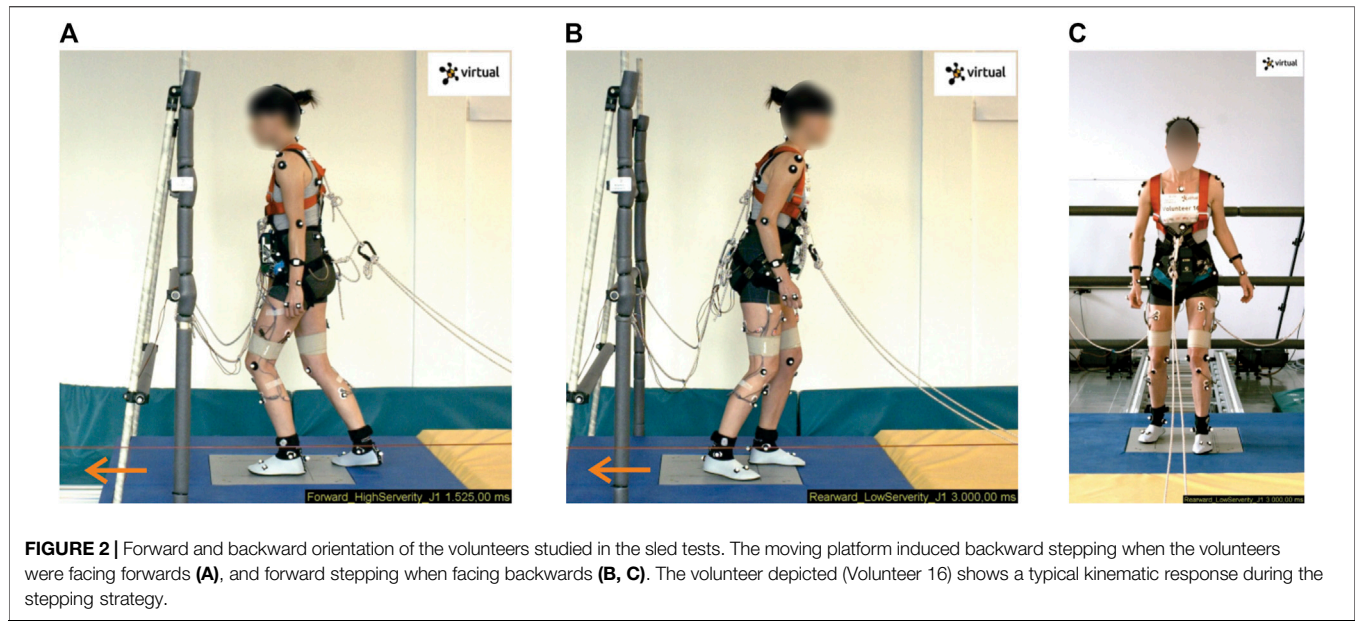 A
B
C
virtual
virtual
virtual
Volunteer 16
Forward_HighServerity_J1 1.525,00 ms
Rearward_LowServerity_J1 3.000,00 ms
Rearward_LowServerity_J1 3.000,00 ms
FIGURE 2 | Forward and backward orientation of the volunteers studied in the sled tests. The moving platform induced backward stepping when the volunteers
were facing forwards (A), and forward stepping when facing backwards (B, C). The volunteer depicted (Volunteer 16) shows a typical kinematic response during the
stepping strategy.